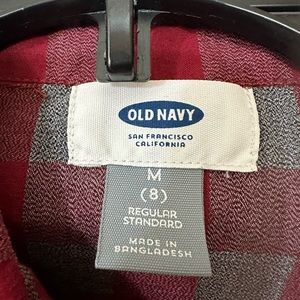 OLD NAVY
SAN FRANCISCO
CALIFORNIA
M
(8)
REGULAR
STANDARD
MADE IN
BANGLADESH